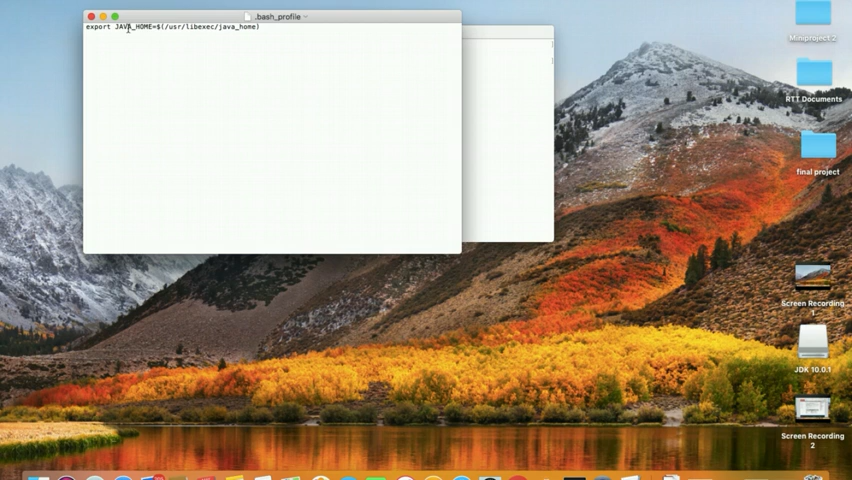 .bash_profile
export JAVA_HOME=$(/usr/libexec/java_home)
Miniproject 2
RTT Documents
final project
Screen Recording
1
JDK 10.0.1
Screen Recording
2